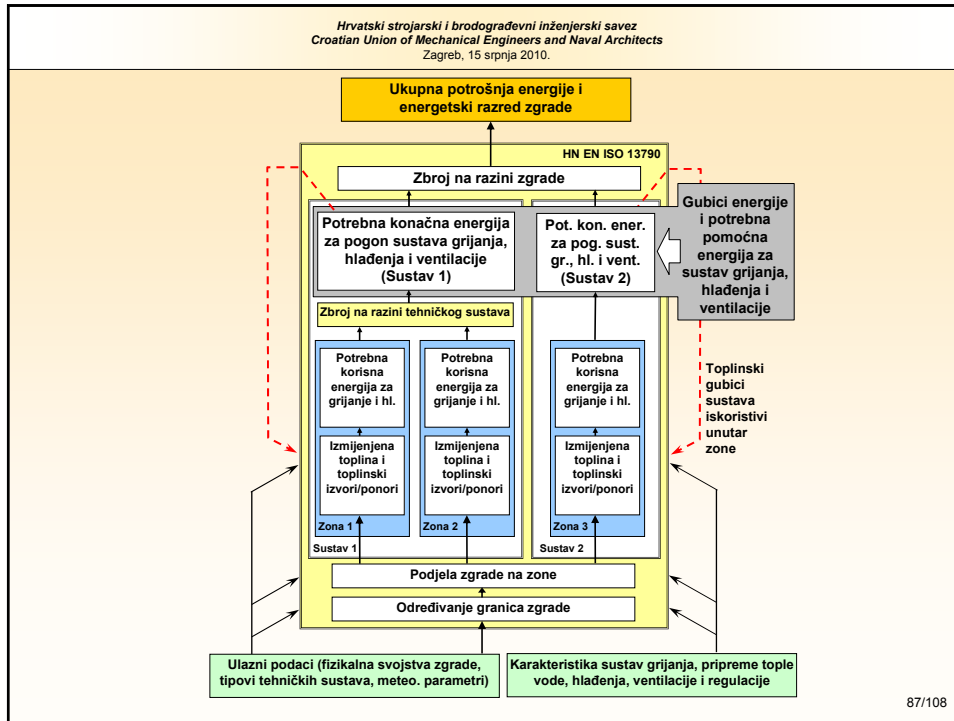 Hrvatski strojarski i brodograđevni inženjerski savez
Croatian Union of Mechanical Engineers and Naval Architects
Zagreb, 15 srpnja 2010.
Ukupna potrošnja energije i
energetski razred zgrade
HN EN ISO 13790
Zbroj na razini zgrade
Potrebna konačna energija
za pogon sustava grijanja,
hlađenja i ventilacije
(Sustav 1)
Pot. kon. ener.
za pog. sust.
gr., hl. i vent.
(Sustav 2)
Gubici energije
i potrebna
pomoćna
energija za
sustav grijanja,
hlađenja i
ventilacije
Zbroj na razini tehničkog sustava
Potrebna
korisna
energija za
grijanje i hl.
Potrebna
korisna
energija za
grijanje i hl.
Potrebna
korisna
energija za
grijanje i hl.
Toplinski
gubici
sustava
iskoristivi
unutar
zone
Izmijenjena
toplina i
toplinski
izvori/ponori
Izmijenjena
toplina i
toplinski
izvori/ponori
Izmijenjena
toplina i
toplinski
izvori/ponori
Zona 1
Zona 2
Zona 3
Sustav 1
Sustav 2
Podjela zgrade na zone
Određivanje granica zgrade
Ulazni podaci (fizikalna svojstva zgrade,
tipovi tehničkih sustava, meteo. parametri)
Karakteristika sustav grijanja, pripreme tople
vode, hlađenja, ventilacije i regulacije
87/108